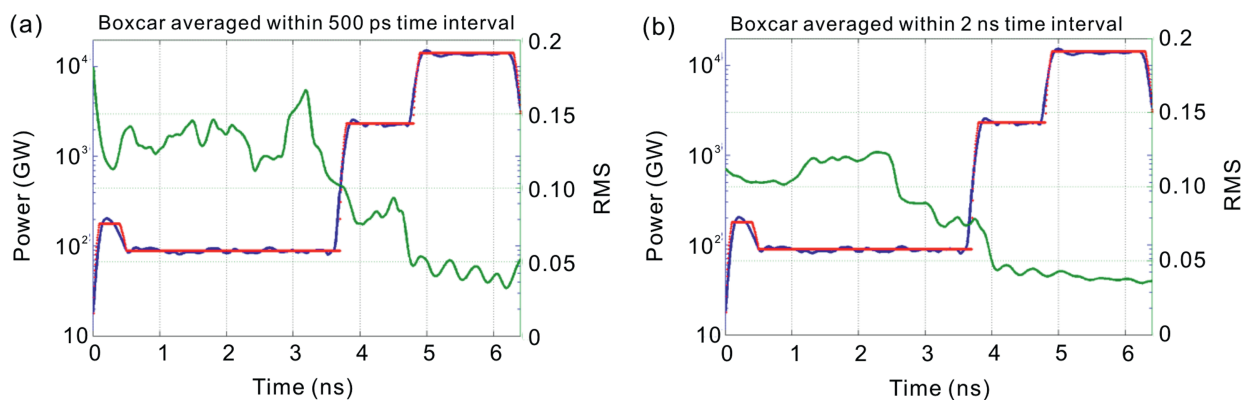 (a)
Boxcar averaged within 500 ps time interval
Power (GW)
10⁴
10³
10²
10
0.2
0.15
0.10
0.05
0
RMS
0 1 2 3 4 5 6
Time (ns)
(b)
Boxcar averaged within 2 ns time interval
Power (GW)
10⁴
10³
10²
10
0.2
0.15
0.10
0.05
0
RMS
0 1 2 3 4 5 6
Time (ns)